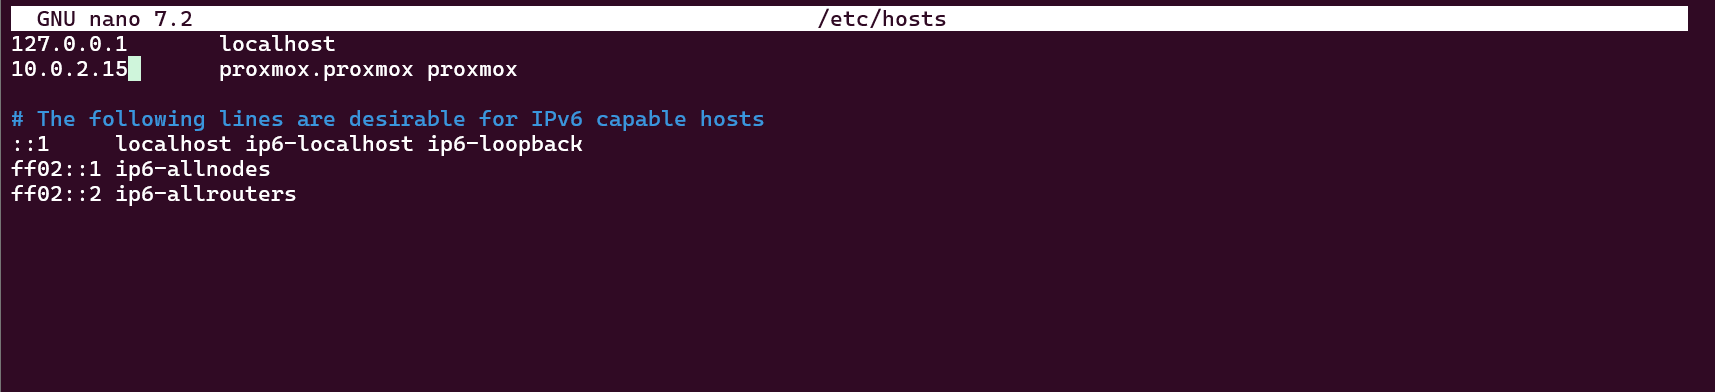 GNU nano 7.2 /etc/hosts
127.0.0.1 localhost
10.0.2.15 proxmox.proxmox proxmox
# The following lines are desirable for IPv6 capable hosts
::1 localhost ip6-localhost ip6-loopback
ff02::1 ip6-allnodes
ff02::2 ip6-allrouters